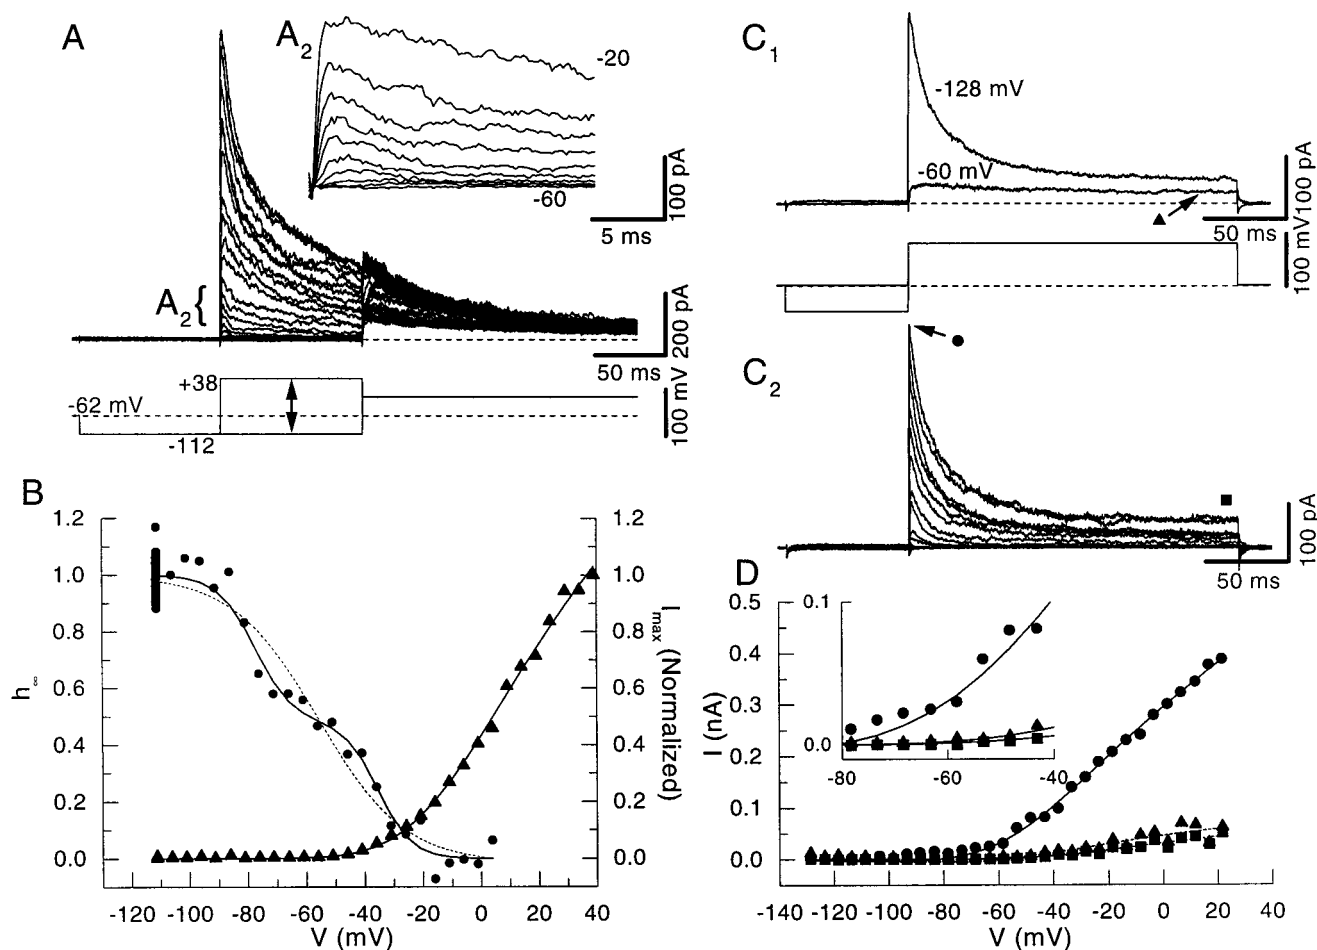 A
A2
-20
-60
100 pA
5 ms
A2{
200 pA
50 ms
-62 mV
+38
-112
100 mV
C1
-128 mV
-60 mV
100 pA
50 ms
100 mV
C2
100 pA
50 ms
B
1.2
1.0
0.8
0.6
0.4
0.2
0.0
h∞
1.2
1.0
0.8
0.6
0.4
0.2
0.0
Imax (Normalized)
-120 -100 -80 -60 -40 -20 0 20 40
V (mV)
D
0.5
0.4
0.3
0.2
0.1
0.0
I (nA)
0.1
0.0
-80 -60 -40
-140 -120 -100 -80 -60 -40 -20 0 20 40
V (mV)